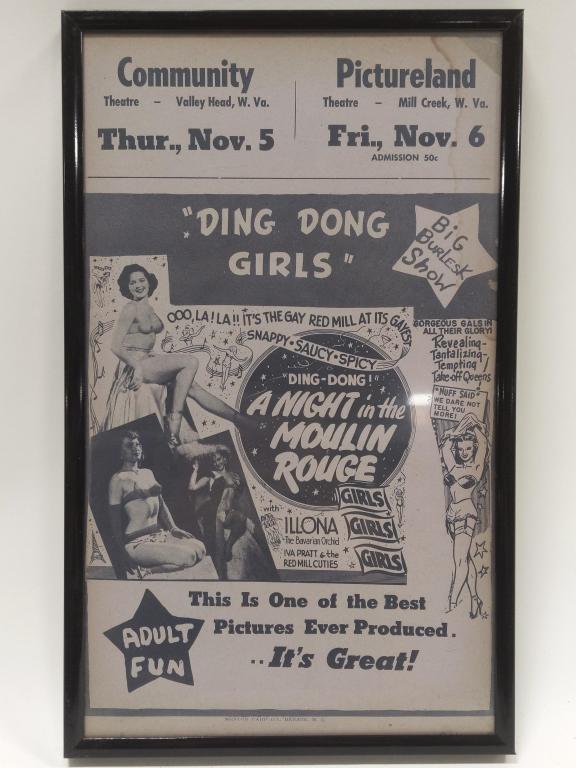 Community
Theatre – Valley Head, W. Va.
Thur., Nov. 5
Pictureland
Theatre – Mill Creek, W. Va.
Fri., Nov. 6
ADMISSION 50c
"DING DONG
GIRLS"
BiG
BURLESK
SHOW
OOO, LA! LA!! IT'S THE GAY RED MILL AT ITS GAYEST
SNAPPY • SAUCY • SPICY
"DING-DONG!"
A NIGHT in the
MOULIN
ROUGE
GIRLS
GIRLS
GIRLS
with
ILLONA
The Bavarian Orchid
IVA PRATT & the
RED MILL CUTIES
GORGEOUS GALS IN
ALL THEIR GLORY!
Revealing-
Tantalizing-
Tempting
Take-off Queens
"NUFF SAID"
WE DARE NOT
TELL YOU
MORE!
ADULT
FUN
This Is One of the Best
Pictures Ever Produced.
..It's Great!